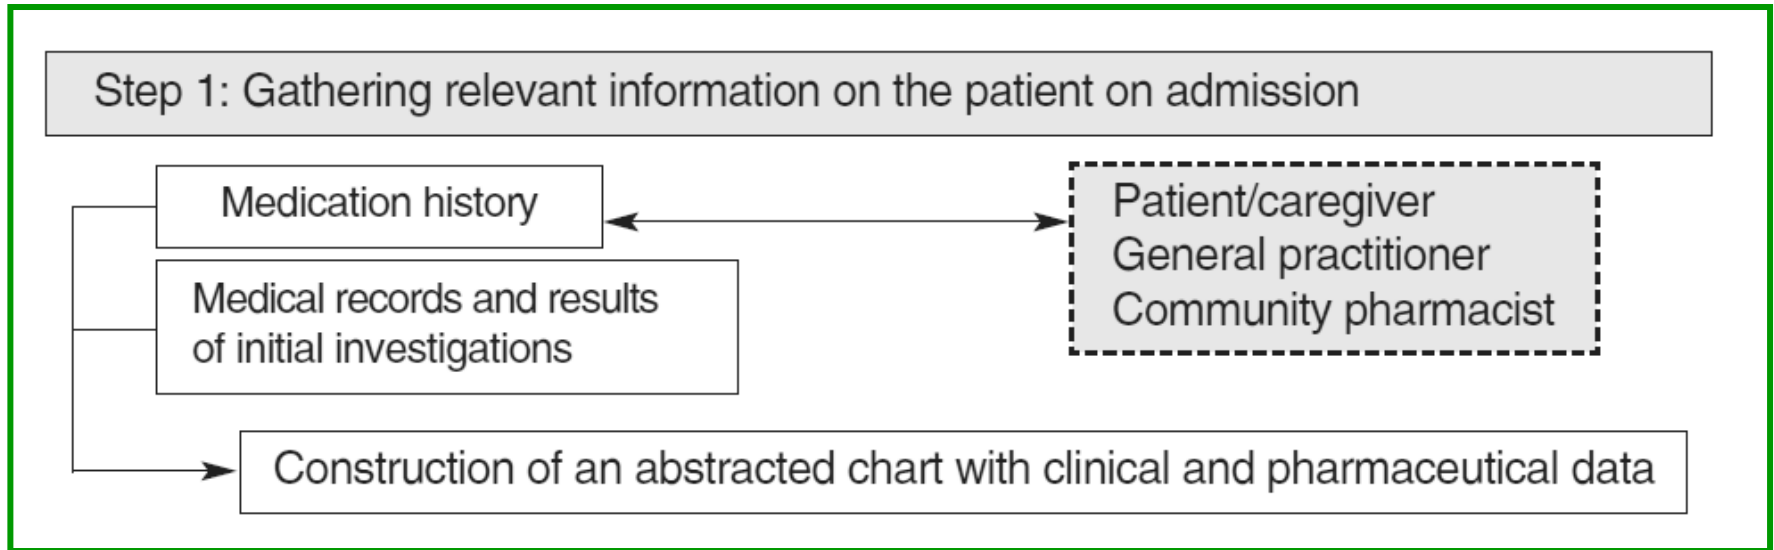 Step 1: Gathering relevant information on the patient on admission
Medication history
Medical records and results
of initial investigations
Patient/caregiver
General practitioner
Community pharmacist
Construction of an abstracted chart with clinical and pharmaceutical data